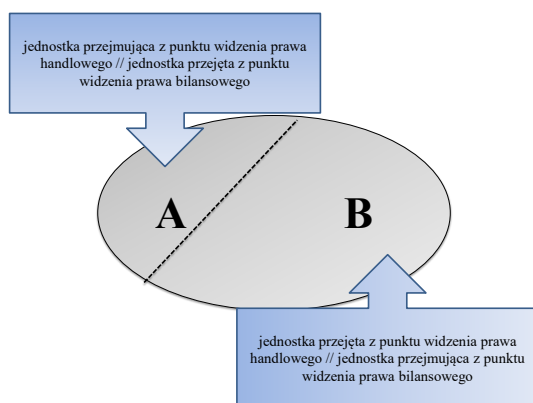 jednostka przejmująca z punktu widzenia prawa
handlowego // jednostka przejęta z punktu
widzenia prawa bilansowego
A
B
jednostka przejęta z punktu widzenia prawa
handlowego // jednostka przejmująca z punktu
widzenia prawa bilansowego